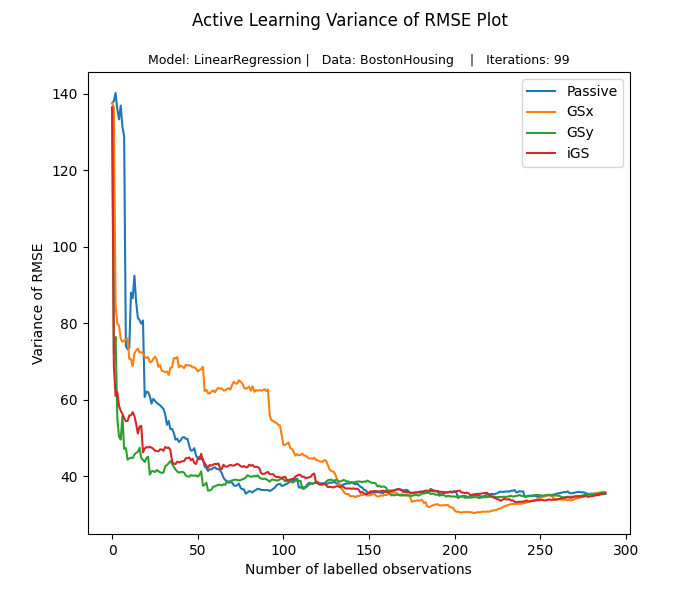 Active Learning Variance of RMSE Plot
Model: LinearRegression |   Data: BostonHousing    |   Iterations: 99
Variance of RMSE
140
120
100
80
60
40
Passive
GSx
GSy
iGS
0 50 100 150 200 250 300
Number of labelled observations